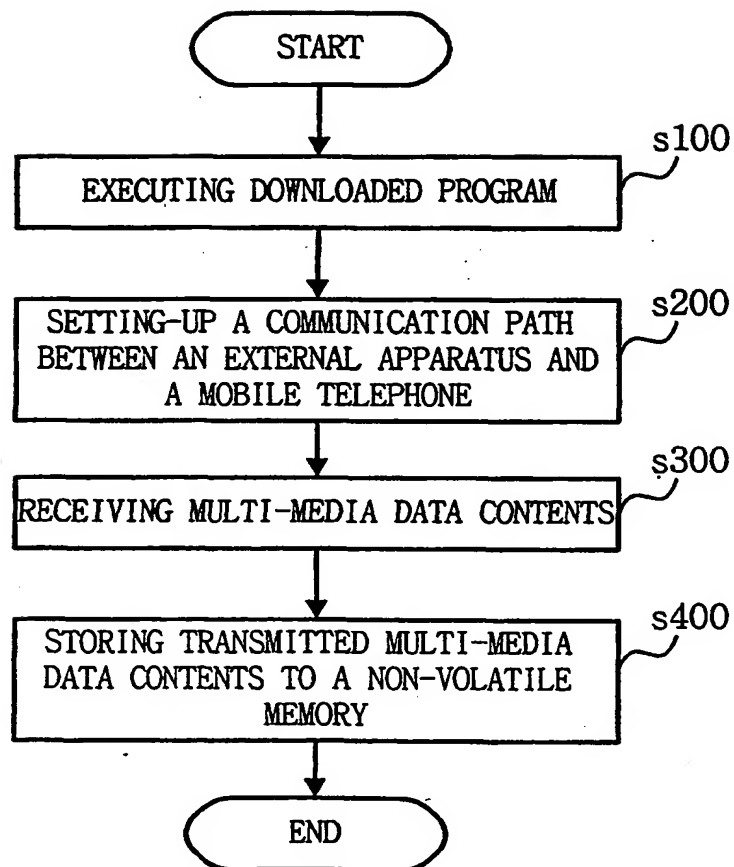 START
s100
EXECUTING DOWNLOADED PROGRAM
s200
SETTING-UP A COMMUNICATION PATH
BETWEEN AN EXTERNAL APPARATUS AND
A MOBILE TELEPHONE
s300
RECEIVING MULTI-MEDIA DATA CONTENTS
s400
STORING TRANSMITTED MULTI-MEDIA
DATA CONTENTS TO A NON-VOLATILE
MEMORY
END